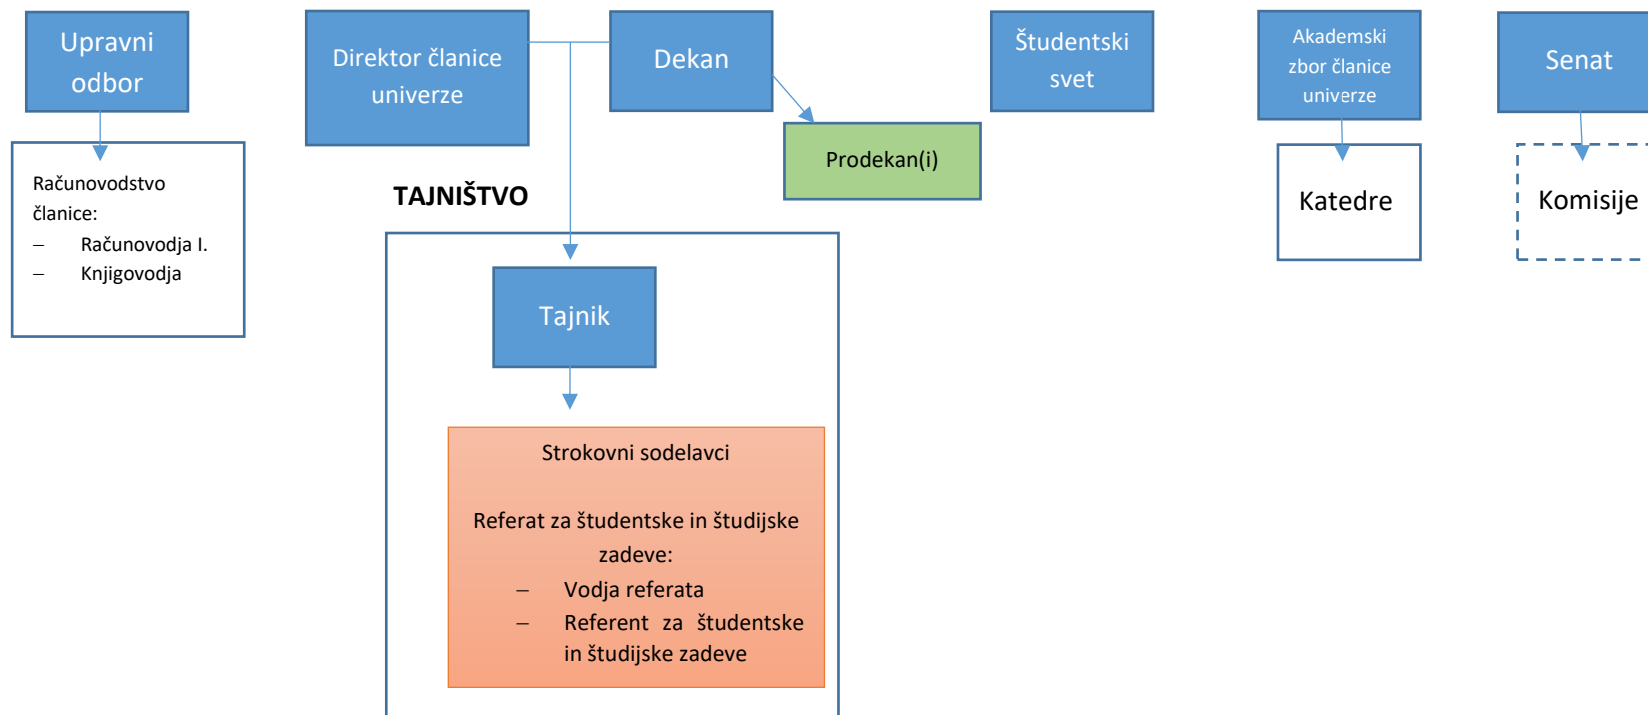 Upravni
odbor
Direktor članice
univerze
Dekan
Študentski
svet
Akademski
zbor članice
univerze
Senat
Prodekan(i)
Računovodstvo
članice:
– Računovodja I.
– Knjigovodja
TAJNIŠTVO
Katedre
Komisije
Tajnik
Strokovni sodelavci
Referat za študentske in študijske
zadeve:
– Vodja referata
– Referent za študentske
in študijske zadeve